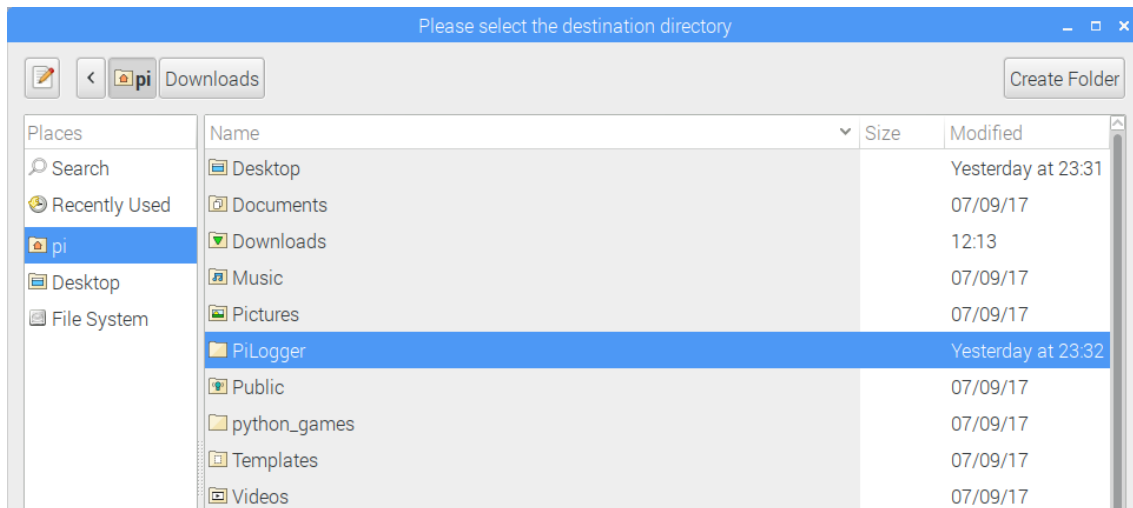 Please select the destination directory
pi Downloads Create Folder
Places Name Size Modified
Search Desktop Yesterday at 23:31
Recently Used Documents 07/09/17
pi Downloads 12:13
Desktop Music 07/09/17
File System Pictures 07/09/17
PiLogger Yesterday at 23:32
Public 07/09/17
python_games 07/09/17
Templates 07/09/17
Videos 07/09/17